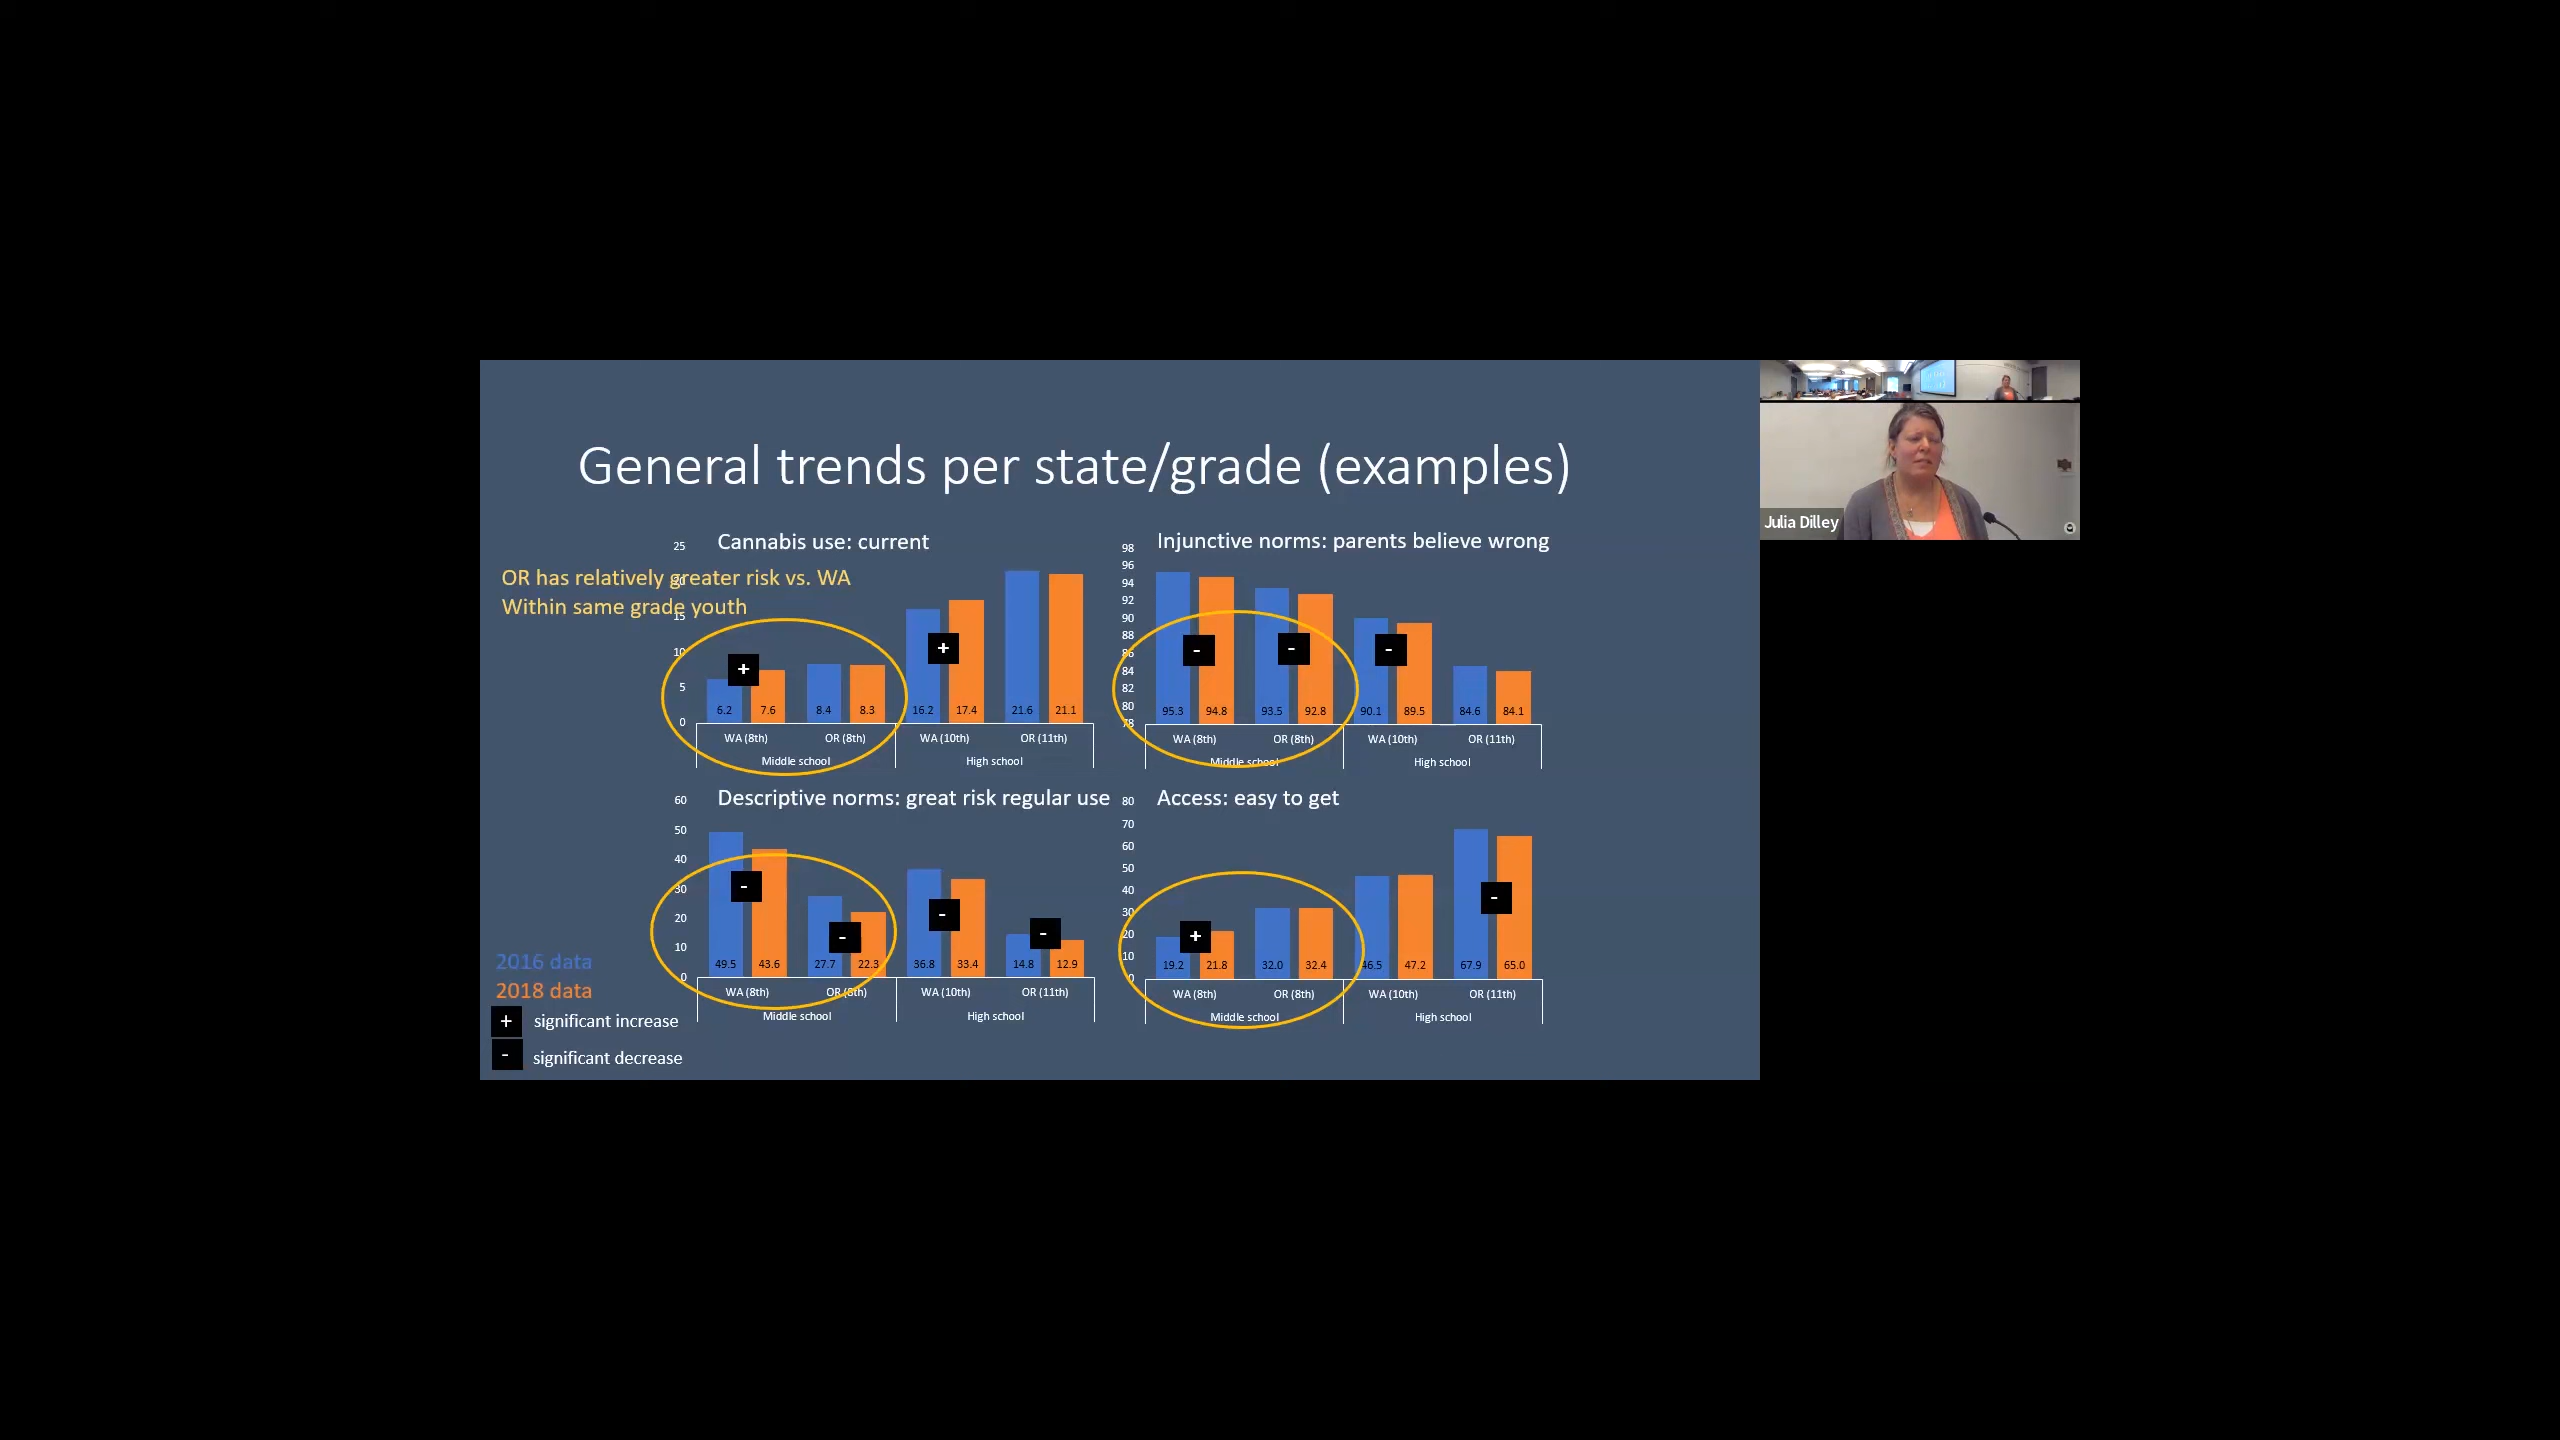 General trends per state/grade (examples)
Cannabis use: current
OR has relatively greater risk vs. WA
Within same grade youth
25
20
15
10
5
0
+
+
6.2 7.6 8.4 8.3 16.2 17.4 21.6 21.1
WA (8th) OR (8th) WA (10th) OR (11th)
Middle school High school
Injunctive norms: parents believe wrong
98
96
94
92
90
88
86
84
82
80
78
- - -
95.3 94.8 93.5 92.8 90.1 89.5 84.6 84.1
WA (8th) OR (8th) WA (10th) OR (11th)
Middle school High school
Descriptive norms: great risk regular use
60
50
40
30
20
10
0
- - - -
49.5 43.6 27.7 22.3 36.8 33.4 14.8 12.9
WA (8th) OR (8th) WA (10th) OR (11th)
Middle school High school
Access: easy to get
80
70
60
50
40
30
20
10
0
+ -
19.2 21.8 32.0 32.4 46.5 47.2 67.9 65.0
WA (8th) OR (8th) WA (10th) OR (11th)
Middle school High school
2016 data
2018 data
+ significant increase
- significant decrease
Julia Dilley